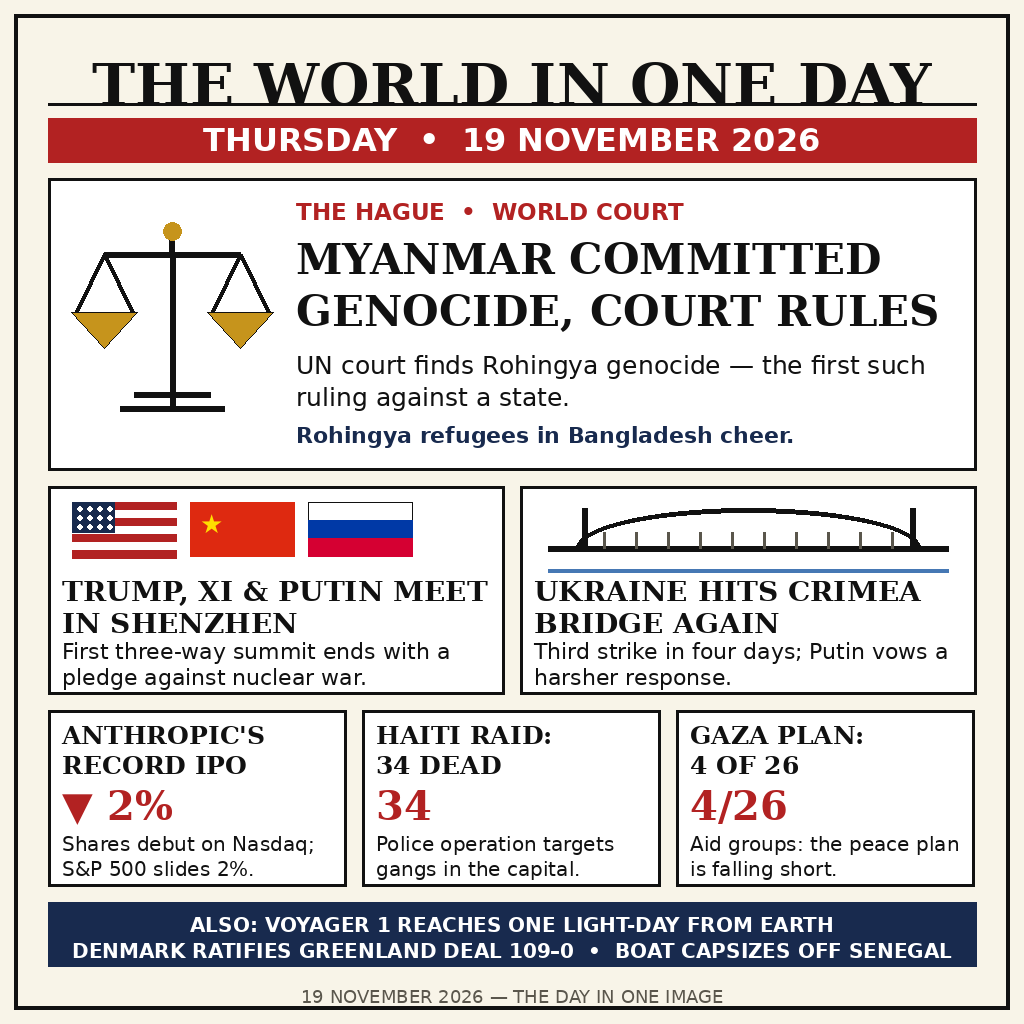 THE WORLD IN ONE DAY
THURSDAY • 19 NOVEMBER 2026
THE HAGUE • WORLD COURT
MYANMAR COMMITTED
GENOCIDE, COURT RULES
UN court finds Rohingya genocide — the first such
ruling against a state.
Rohingya refugees in Bangladesh cheer.
TRUMP, XI & PUTIN MEET
IN SHENZHEN
First three-way summit ends with a
pledge against nuclear war.
UKRAINE HITS CRIMEA
BRIDGE AGAIN
Third strike in four days; Putin vows a
harsher response.
ANTHROPIC'S
RECORD IPO
▼ 2%
Shares debut on Nasdaq;
S&P 500 slides 2%.
HAITI RAID:
34 DEAD
34
Police operation targets
gangs in the capital.
GAZA PLAN:
4 OF 26
4/26
Aid groups: the peace plan
is falling short.
ALSO: VOYAGER 1 REACHES ONE LIGHT-DAY FROM EARTH
DENMARK RATIFIES GREENLAND DEAL 109–0 • BOAT CAPSIZES OFF SENEGAL
19 NOVEMBER 2026 — THE DAY IN ONE IMAGE